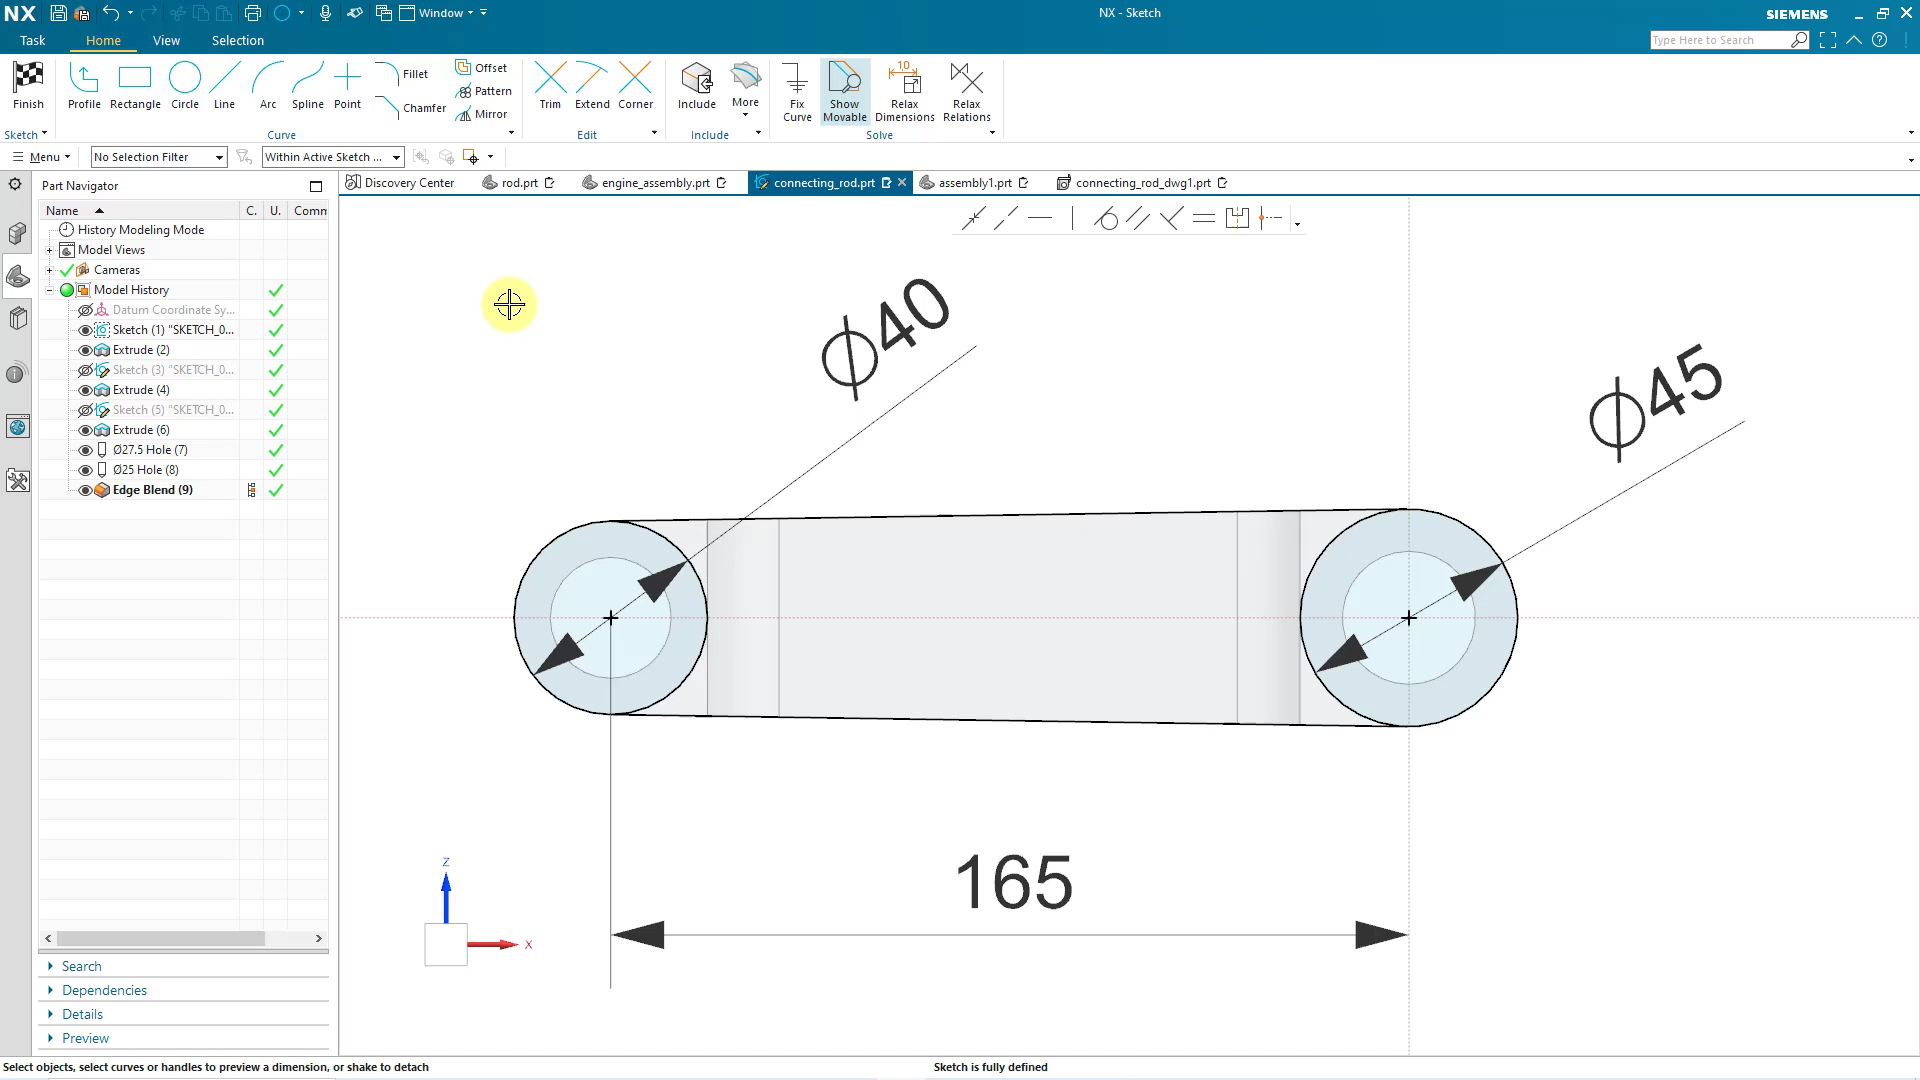 NX
Window
NX - Sketch
SIEMENS
Task
Home
View
Selection
Type Here to Search
Finish
Profile
Rectangle
Circle
Line
Arc
Spline
Point
Fillet
Chamfer
Offset
Pattern
Mirror
Trim
Extend
Corner
Include
More
Fix
Curve
Show
Movable
1,0
Relax
Dimensions
Relax
Relations
Sketch
Curve
Edit
Include
Solve
Menu
No Selection Filter
Within Active Sketch ...
Part Navigator
Discovery Center
rod.prt
engine_assembly.prt
connecting_rod.prt
assembly1.prt
connecting_rod_dwg1.prt
Name
C.
U.
Comm
History Modeling Mode
Model Views
Cameras
Model History
Datum Coordinate Sy...
Sketch (1) "SKETCH_0...
Extrude (2)
Sketch (3) "SKETCH_0...
Extrude (4)
Sketch (5) "SKETCH_0...
Extrude (6)
Ø27.5 Hole (7)
Ø25 Hole (8)
Edge Blend (9)
Search
Dependencies
Details
Preview
ϕ40
ϕ45
165
Z
X
Select objects, select curves or handles to preview a dimension, or shake to detach
Sketch is fully defined